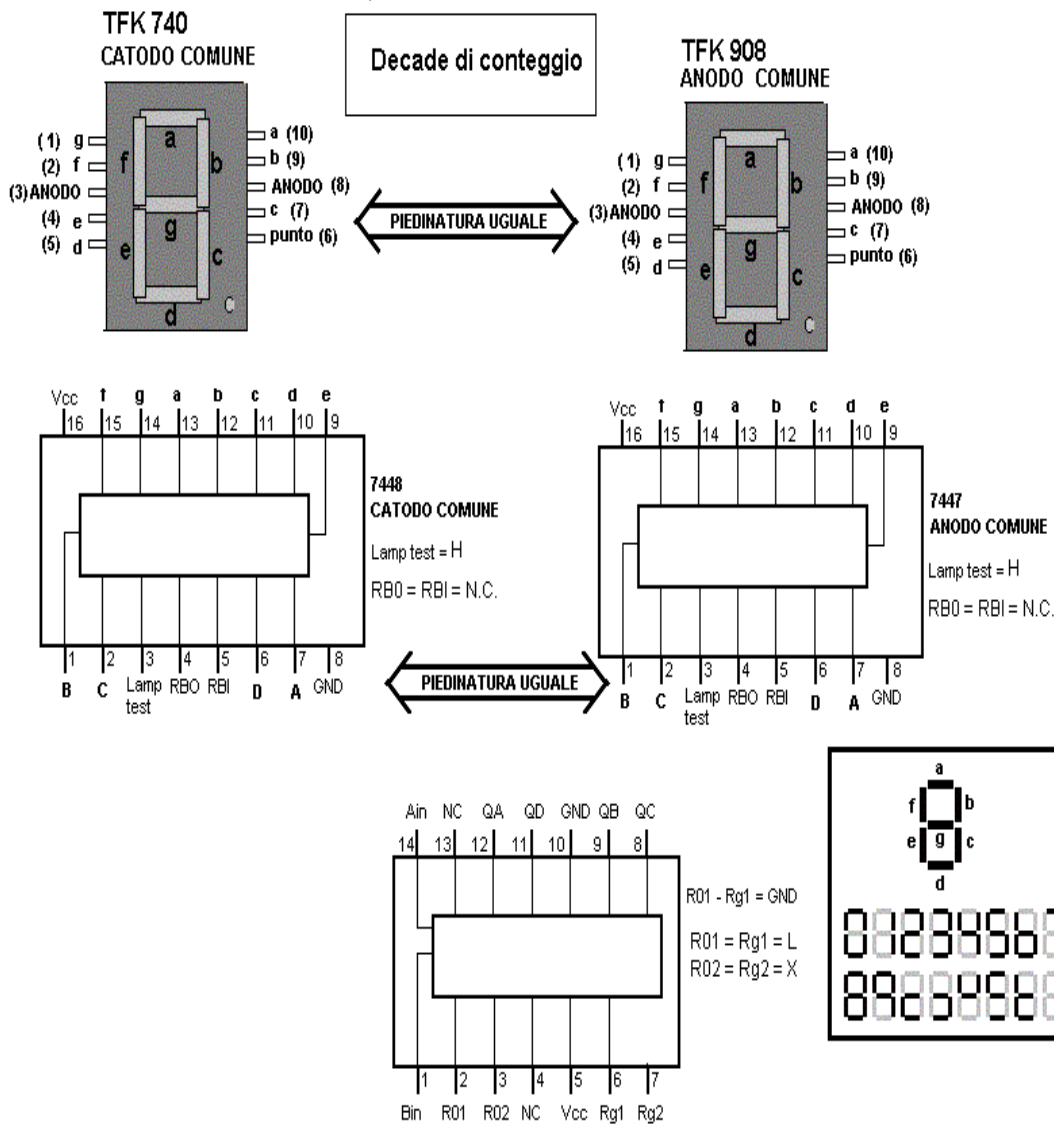 TFK 740
CATODO COMUNE
Decade di conteggio
TFK 908
ANODO COMUNE
(1) g
(2) f
(3) ANODO
(4) e
(5) d
a
b
c
d
e
f
g
a (10)
b (9)
ANODO (8)
c (7)
punto (6)
PIEDINATURA UGUALE
(1) g
(2) f
(3) ANODO
(4) e
(5) d
a
b
c
d
e
f
g
a (10)
b (9)
ANODO (8)
c (7)
punto (6)
Vcc f g a b c d e
16 15 14 13 12 11 10 9
7448
CATODO COMUNE
Lamp test = H
RB0 = RBI = N.C.
1 2 3 4 5 6 7 8
B C Lamp RBO RBI D A GND
test
PIEDINATURA UGUALE
Vcc f g a b c d e
16 15 14 13 12 11 10 9
7447
ANODO COMUNE
Lamp test = H
RB0 = RBI = N.C.
1 2 3 4 5 6 7 8
B C Lamp RBO RBI D A GND
test
Ain NC QA QD GND QB QC
14 13 12 11 10 9 8
R01 - Rg1 = GND
R01 = Rg1 = L
R02 = Rg2 = X
1 2 3 4 5 6 7
Bin R01 R02 NC Vcc Rg1 Rg2
a
f b
e g c
d
0123456
89